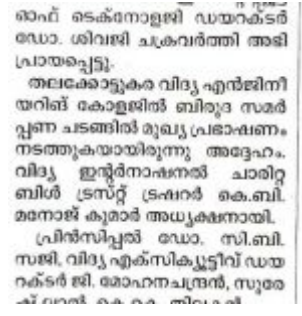 ഓഫ് ടെക്നോളജി ഡയറക്ടർ
ഡോ. ശിവജി ചക്രവർത്തി അഭി
പ്രായപ്പെട്ടു.
തലക്കോട്ടുകര വിദ്യ എൻജിനീ
യറിങ് കോളജിൽ ബിരുദ സമർ
പ്പണ ചടങ്ങിൽ മുഖ്യ പ്രഭാഷണം
നടത്തുകയായിരുന്നു അദ്ദേഹം.
വിദ്യ ഇന്റർനാഷനൽ ചാരിറ്റ
ബിൾ ട്രസ്റ്റ് ട്രഷറർ കെ.ബി.
മനോജ് കുമാർ അധ്യക്ഷനായി.
പ്രിൻസിപ്പൽ ഡോ. സി.ബി.
സജി, വിദ്യ എക്സിക്യൂട്ടീവ് ഡയ
റക്ടർ ജി. മോഹനചന്ദ്രൻ, സുരേ